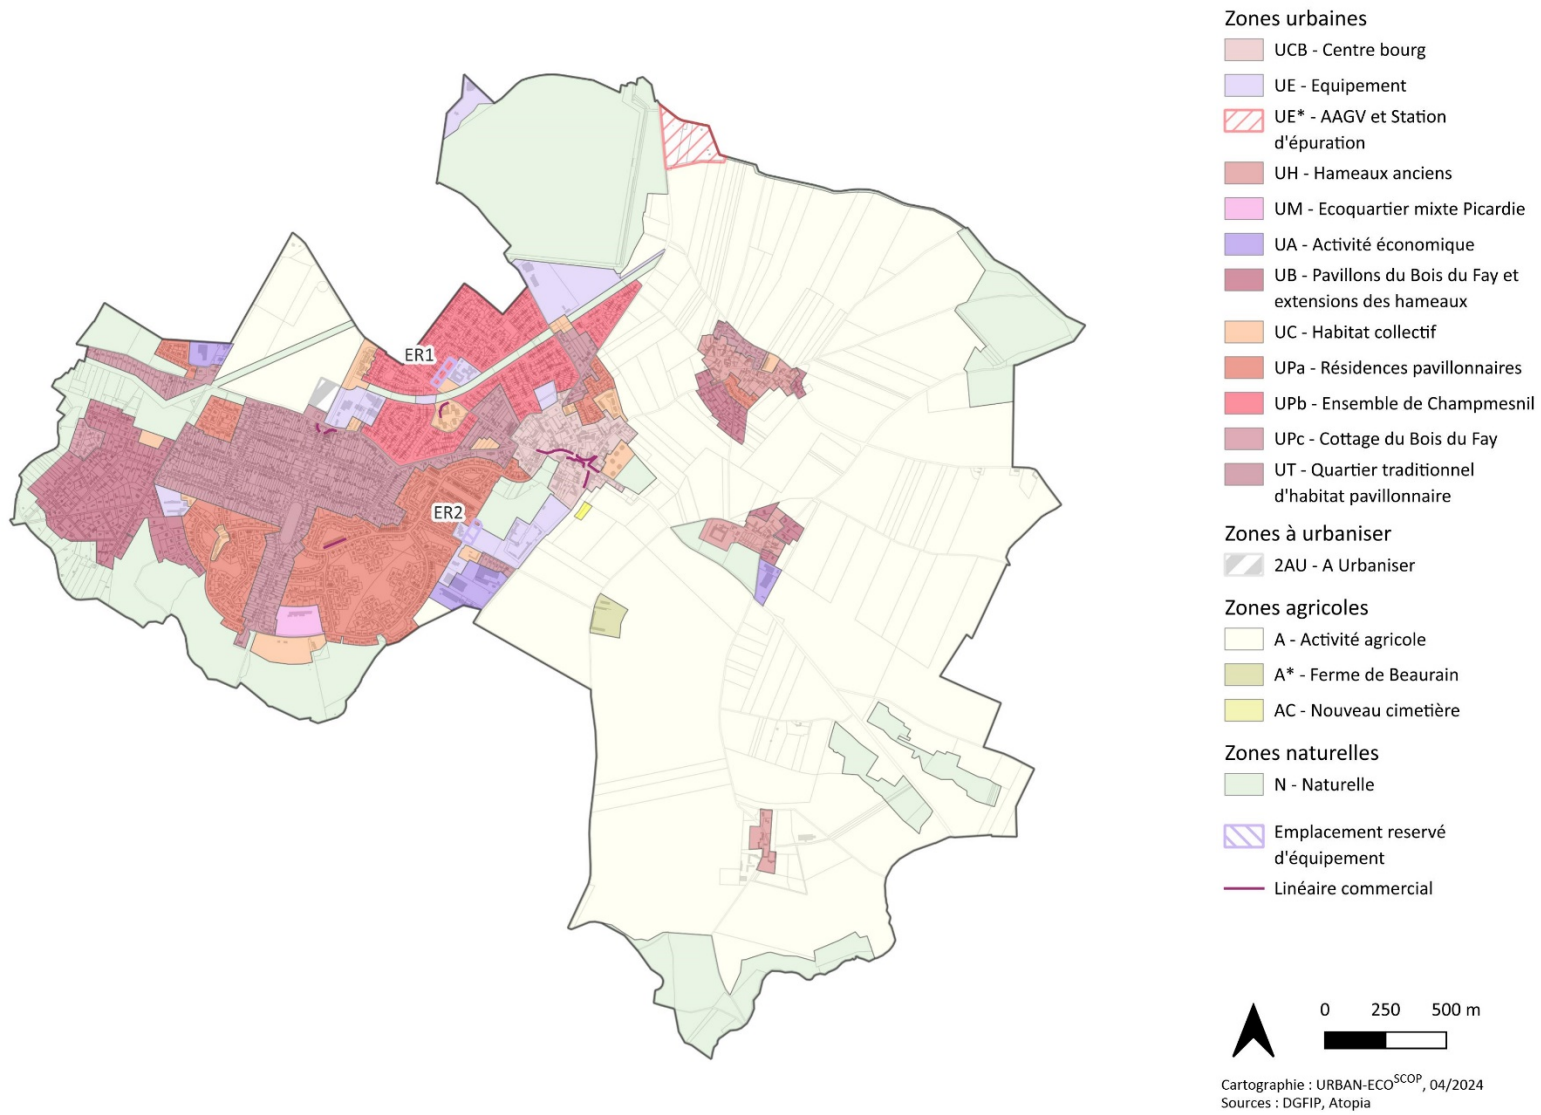 Zones urbaines
UCB - Centre bourg
UE - Equipement
UE* - AAGV et Station
d'épuration
UH - Hameaux anciens
UM - Ecoquartier mixte Picardie
UA - Activité économique
UB - Pavillons du Bois du Fay et
extensions des hameaux
UC - Habitat collectif
UPa - Résidences pavillonnaires
UPb - Ensemble de Champmesnil
UPc - Cottage du Bois du Fay
UT - Quartier traditionnel
d'habitat pavillonnaire
Zones à urbaniser
2AU - A Urbaniser
Zones agricoles
A - Activité agricole
A* - Ferme de Beaurain
AC - Nouveau cimetière
Zones naturelles
N - Naturelle
Emplacement reservé
d'équipement
Linéaire commercial
ER1
ER2
0 250 500 m
Cartographie : URBAN-ECOSCOP, 04/2024
Sources : DGFIP, Atopia